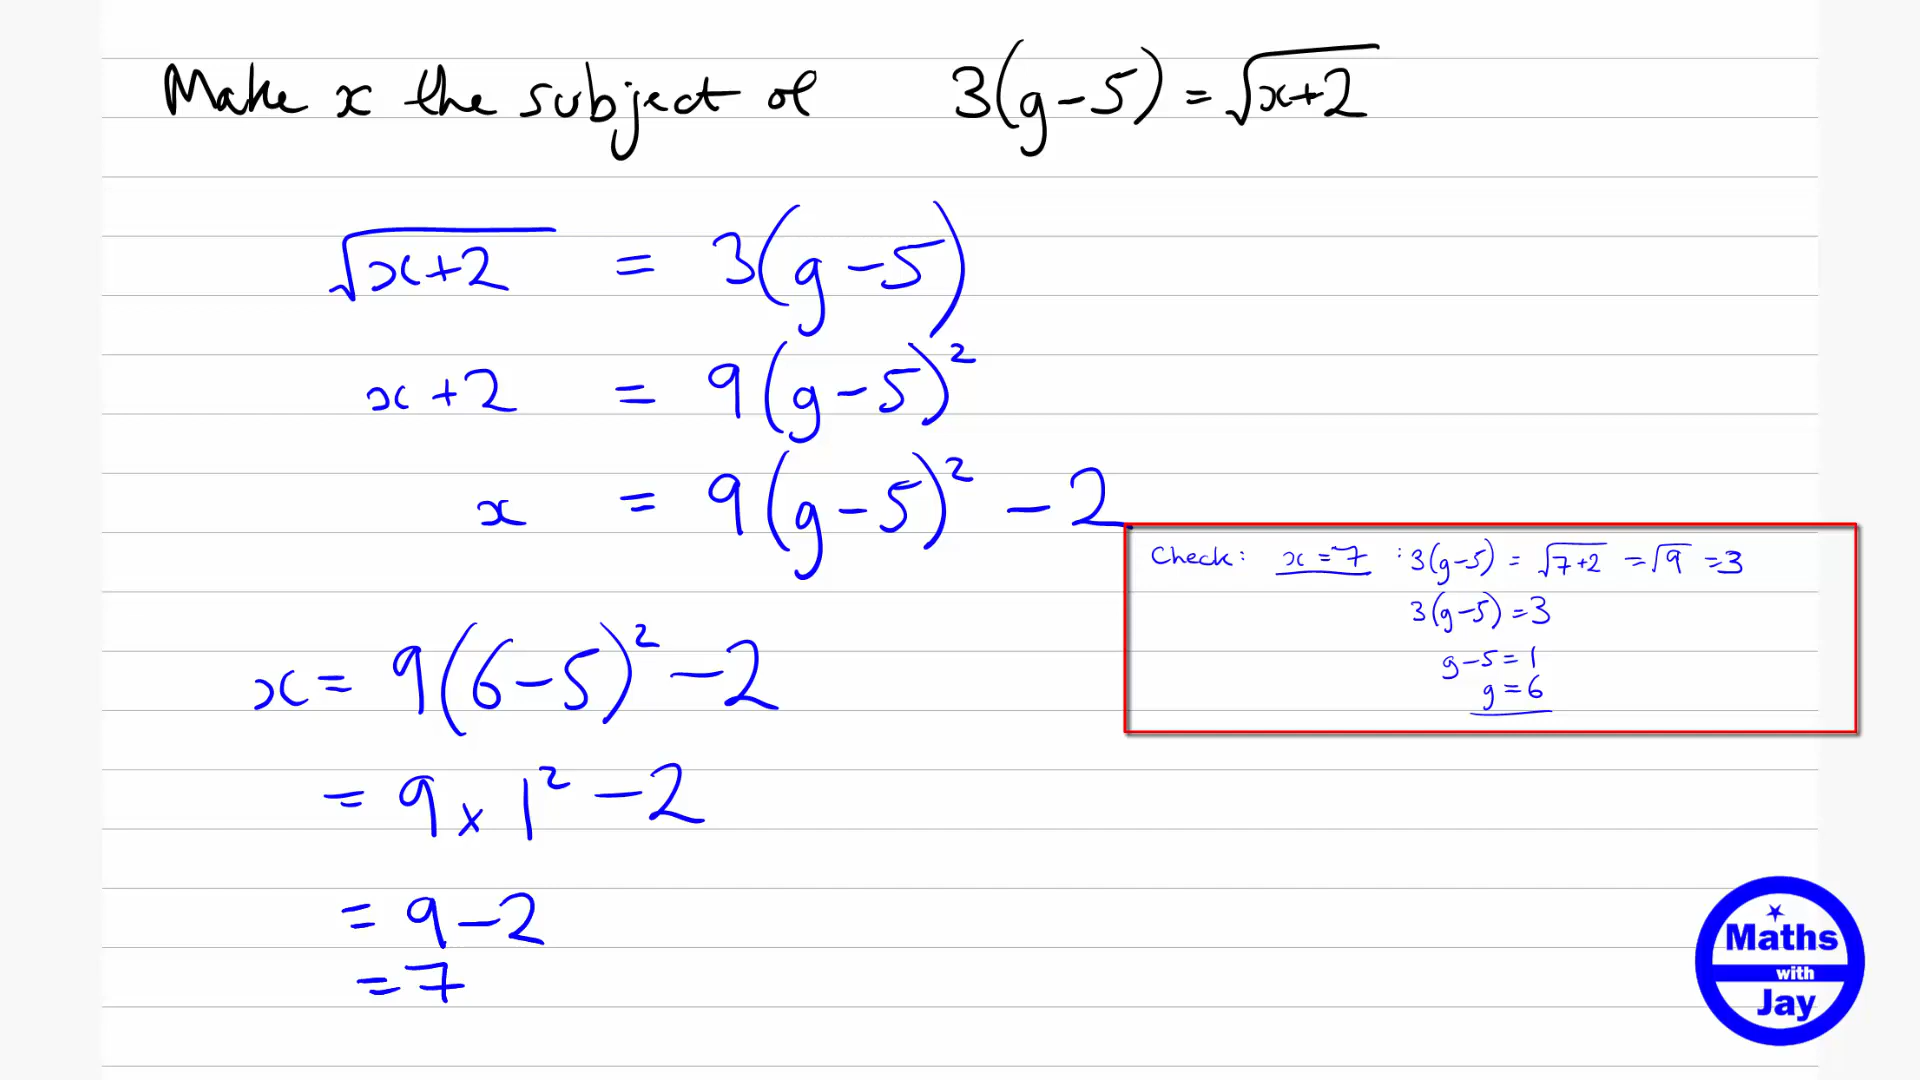 Make x the subject of 3(g-5) = √x+2
√x+2 = 3(g-5)
x+2 = 9(g-5)²
x = 9(g-5)² - 2
Check: x = 7 : 3(g-5) = √7+2 = √9 = 3
3(g-5) = 3
g-5 = 1
g = 6
x = 9(6-5)² - 2
= 9 × 1² - 2
= 9 - 2
= 7
Maths
with
Jay